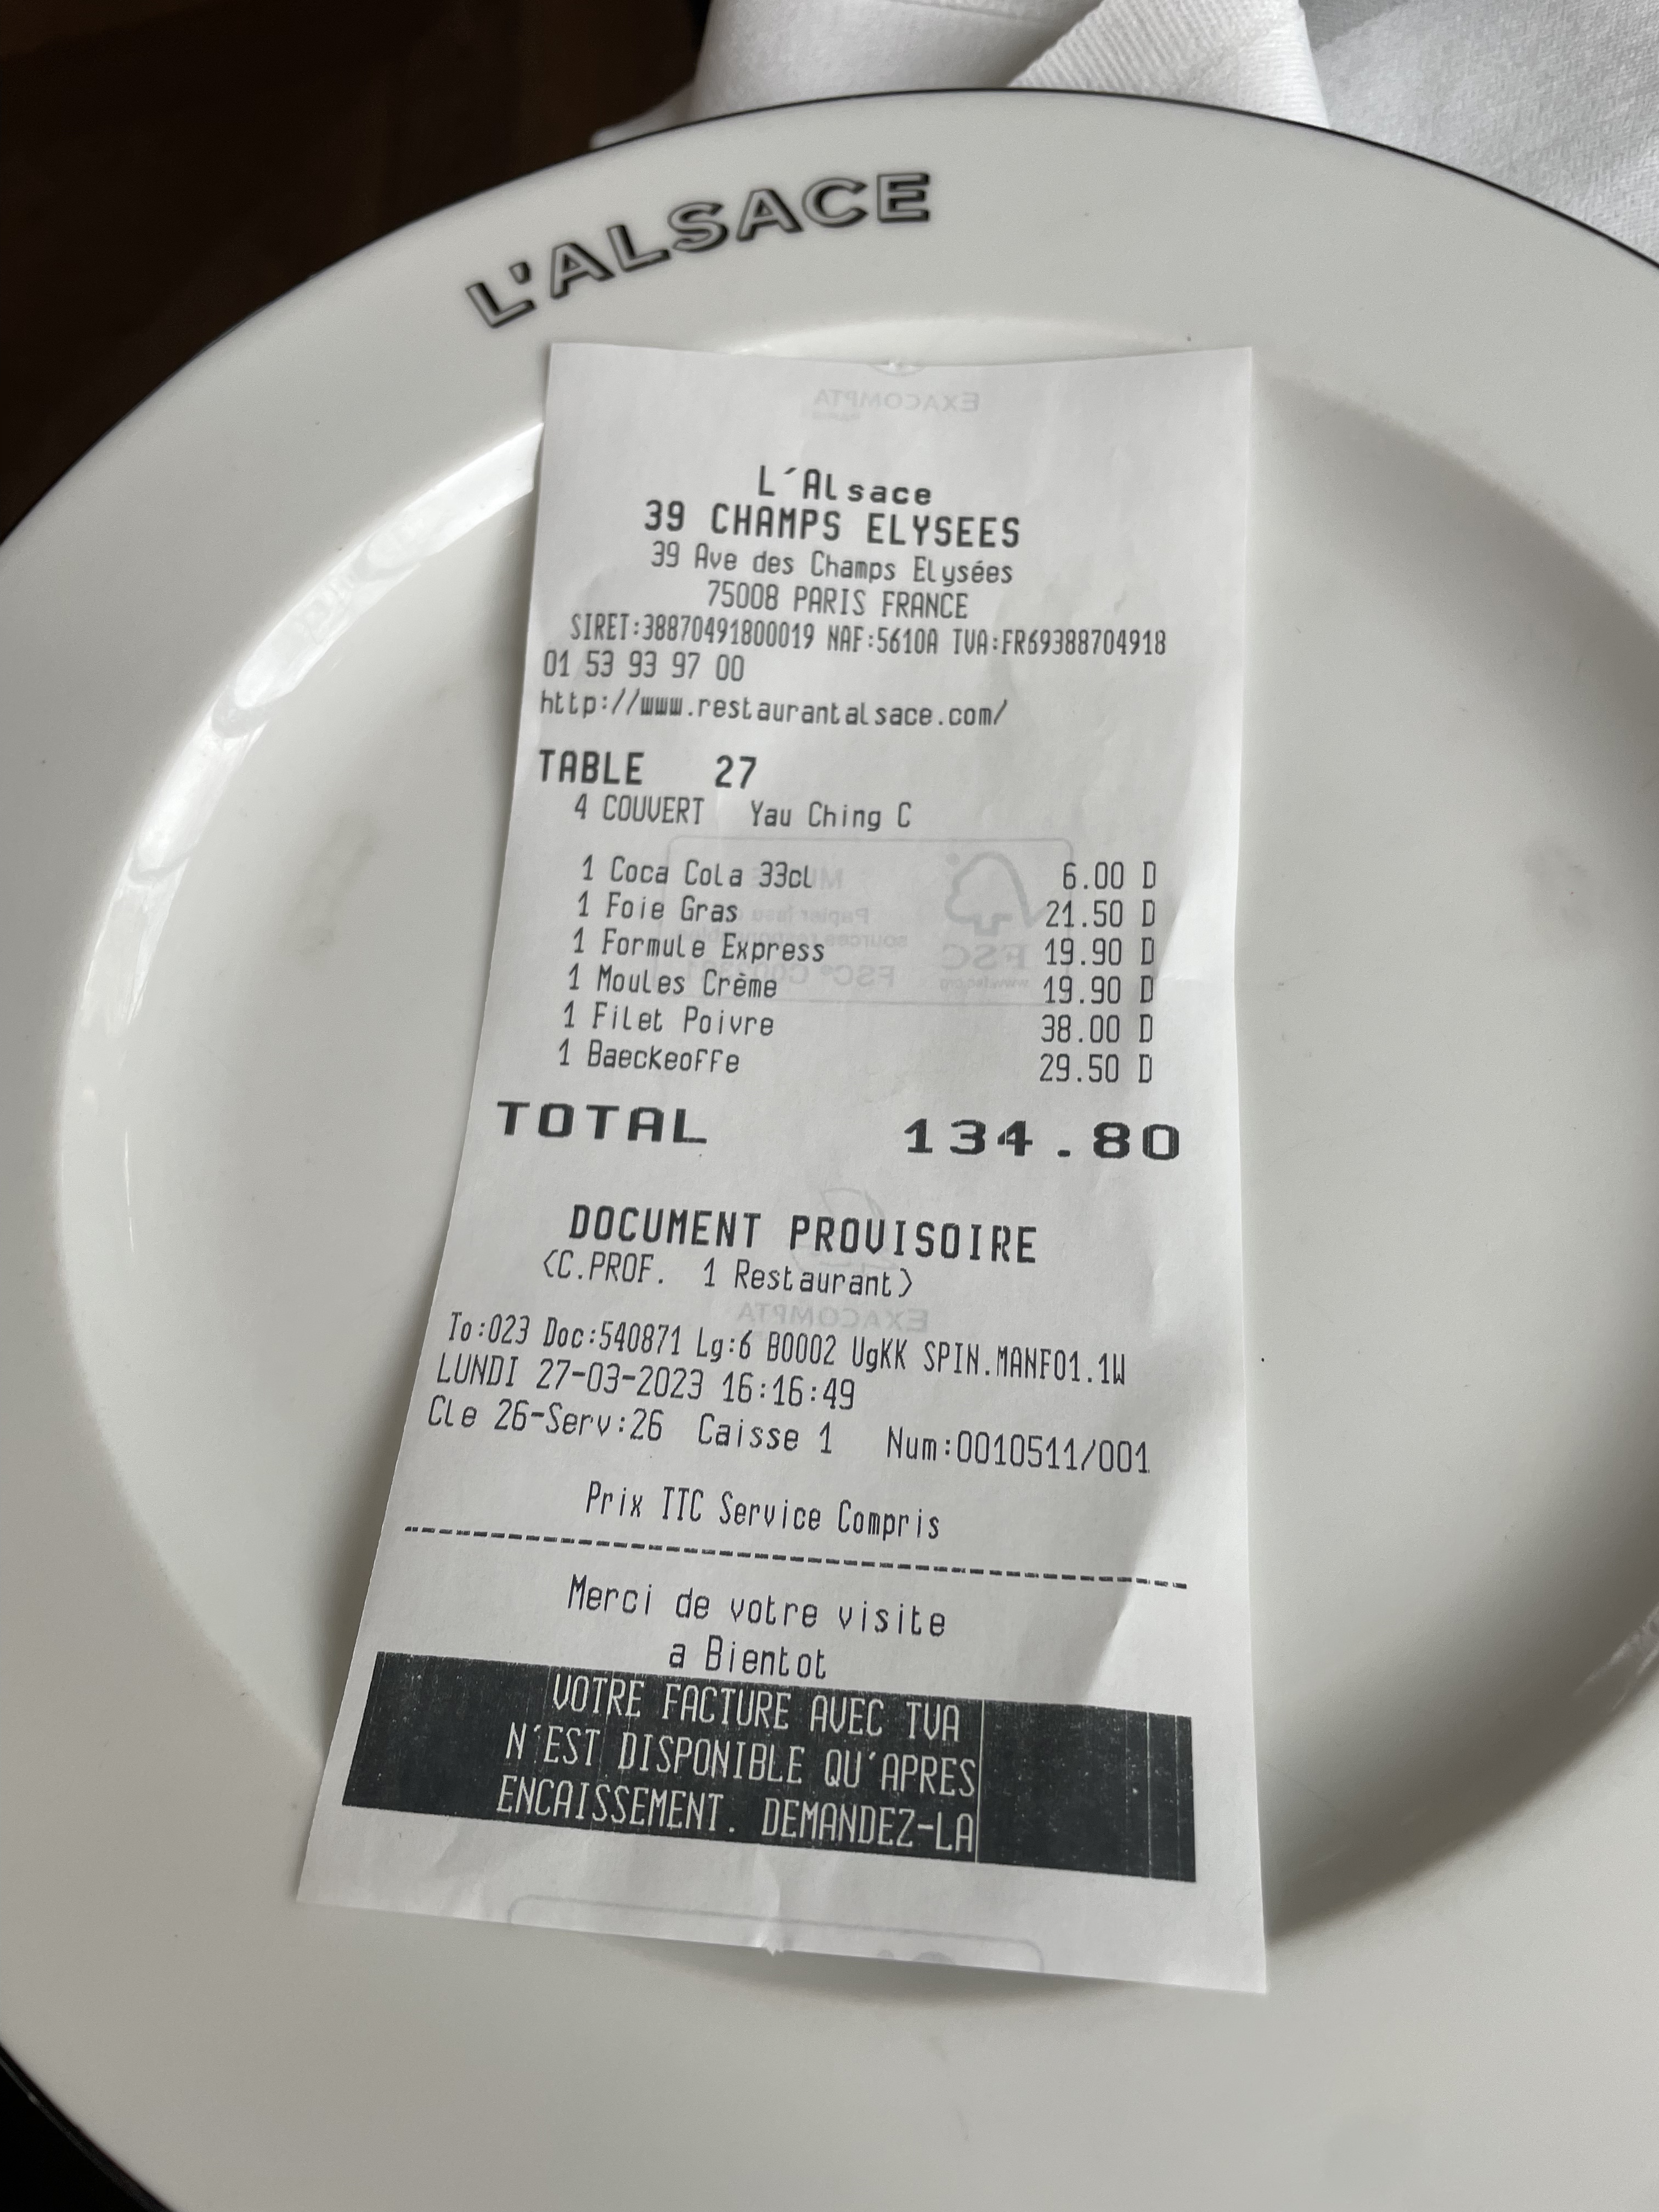 L'ALSACE
EXACOMPTA
L´Alsace
39 CHAMPS ELYSEES
39 Ave des Champs Elysées
75008 PARIS FRANCE
SIRET:38870491800019 NAF:5610A TVA:FR69388704918
01 53 93 97 00
http://www.restaurantalsace.com/
TABLE 27
4 COUVERT Yau Ching C
1 Coca Cola 33cl 6.00 D
1 Foie Gras 21.50 D
1 Formule Express 19.90 D
1 Moules Crème 19.90 D
1 Filet Poivre 38.00 D
1 Baeckeoffe 29.50 D
TOTAL 134.80
DOCUMENT PROVISOIRE
<C.PROF. 1 Restaurant>
EXACOMPTA
To:023 Doc:540871 Lg:6 B0002 UgKK SPIN.MANF01.1W
LUNDI 27-03-2023 16:16:49
Cle 26-Serv:26 Caisse 1 Num:0010511/001
Prix TTC Service Compris
Merci de votre visite
a Bientot
VOTRE FACTURE AVEC TVA
N´EST DISPONIBLE QU´APRES
ENCAISSEMENT. DEMANDEZ-LA